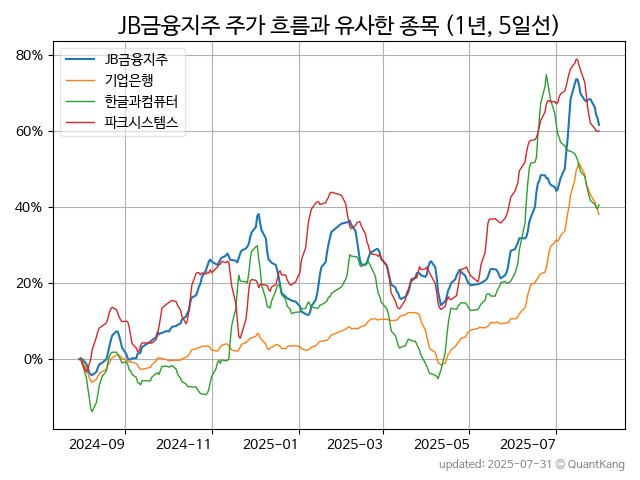 JB금융지주 주가 흐름과 유사한 종목 (1년, 5일선)
JB금융지주
기업은행
한글과컴퓨터
파크시스템스
80%
60%
40%
20%
0%
2024-09 2024-11 2025-01 2025-03 2025-05 2025-07
updated: 2025-07-31 © QuantKang